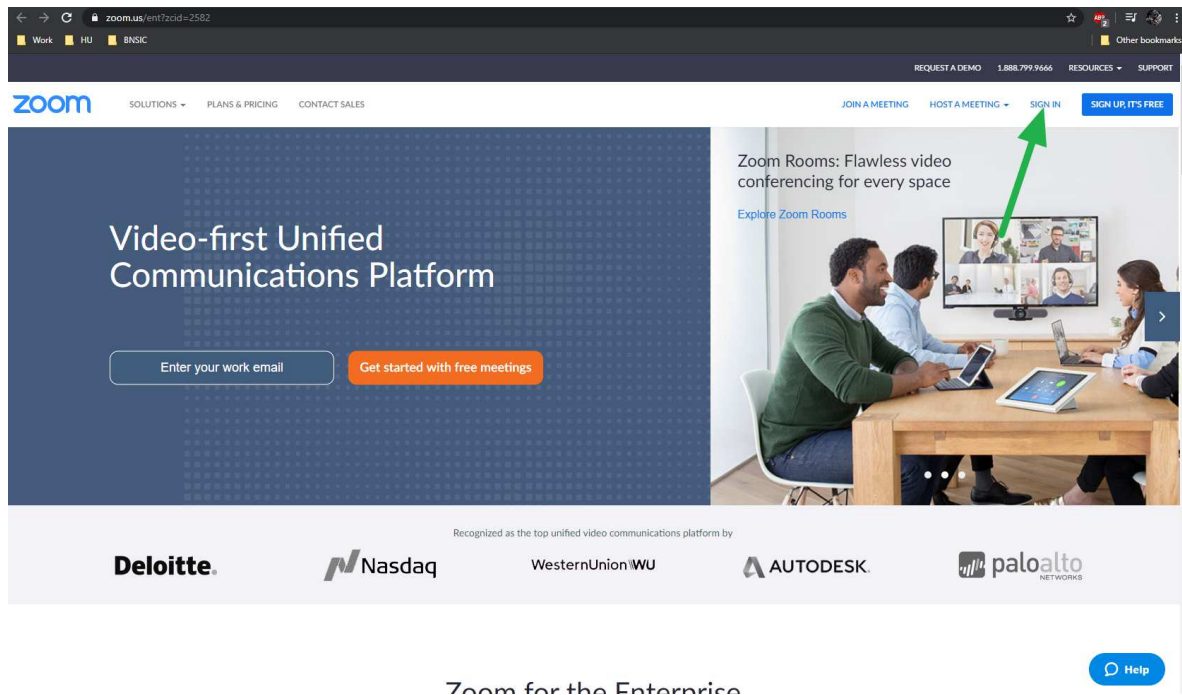 zoom.us/ent?zcid=2582
ABP
2
Work HU BNSIC Other bookmarks
REQUEST A DEMO 1.888.799.9666 RESOURCES SUPPORT
zoom SOLUTIONS PLANS & PRICING CONTACT SALES JOIN A MEETING HOST A MEETING SIGN IN SIGN UP, IT'S FREE
Zoom Rooms: Flawless video
conferencing for every space
Explore Zoom Rooms
Video-first Unified
Communications Platform
Enter your work email Get started with free meetings
Recognized as the top unified video communications platform by
Deloitte. Nasdaq WesternUnion WU AUTODESK. paloalto
NETWORKS
Help
Zoom for the Enterprise